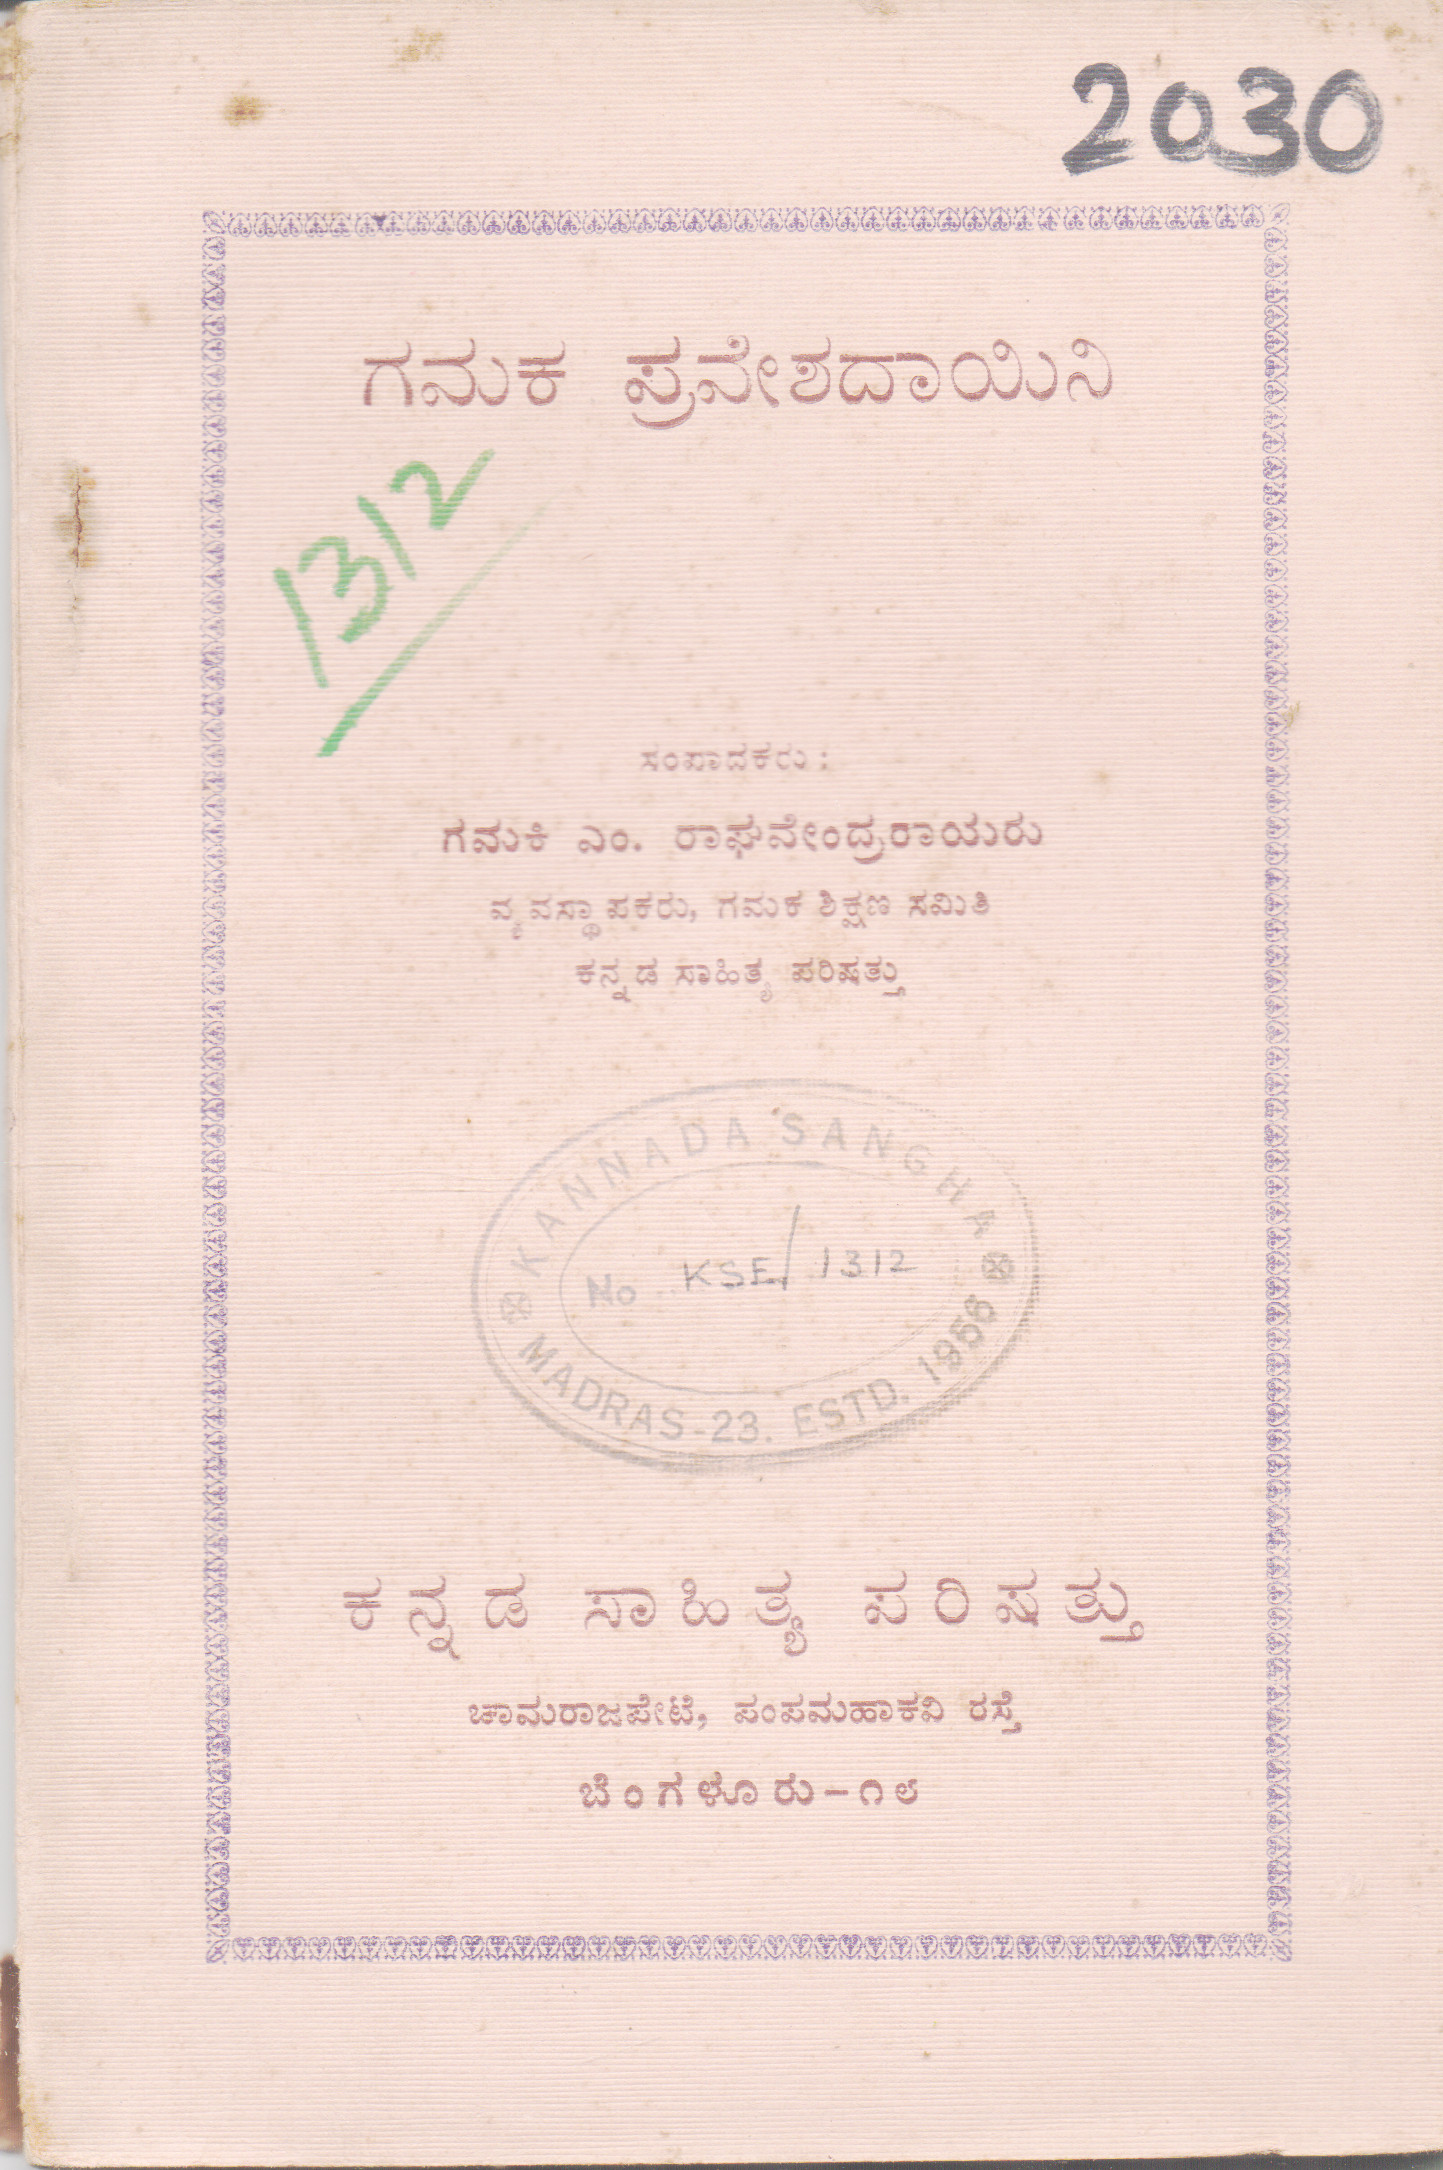 2030
ಗಮಕ ಪ್ರವೇಶದಾಯಿನಿ
1312
ಸಂಪಾದಕರು :
ಗಮಕಿ ಎಂ. ರಾಘವೇಂದ್ರರಾಯರು
ವ್ಯವಸ್ಥಾಪಕರು, ಗಮಕ ಶಿಕ್ಷಣ ಸಮಿತಿ
ಕನ್ನಡ ಸಾಹಿತ್ಯ ಪರಿಷತ್ತು
KANNADA SANGHA
No KSE/1312
MADRAS-23. ESTD. 1956
ಕನ್ನಡ ಸಾಹಿತ್ಯ ಪರಿಷತ್ತು
ಚಾಮರಾಜಪೇಟೆ, ಪಂಪಮಹಾಕವಿ ರಸ್ತೆ
ಬೆಂಗಳೂರು-೧೮